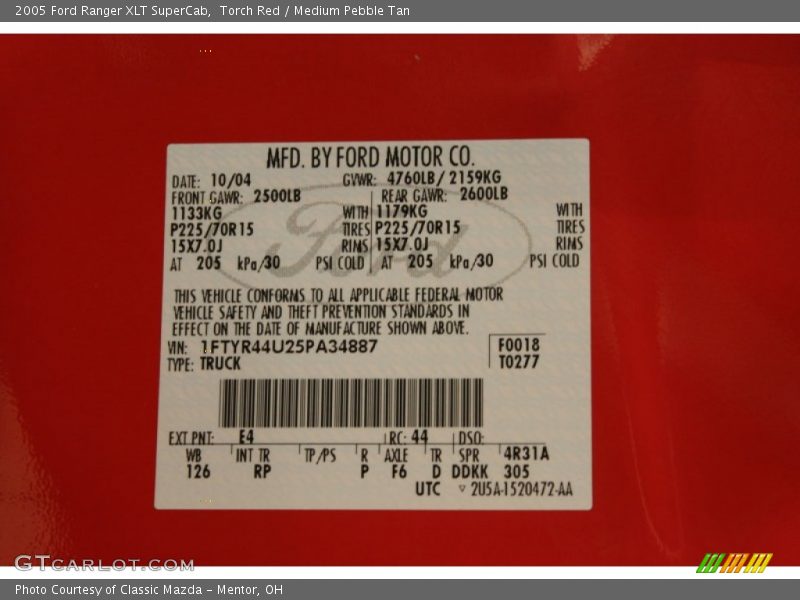 2005 Ford Ranger XLT SuperCab,  Torch Red / Medium Pebble Tan
MFD. BY FORD MOTOR CO.
DATE: 10/04 GVWR: 4760LB/ 2159KG
FRONT GAWR: 2500LB REAR GAWR: 2600LB
1133KG WITH 1179KG WITH
P225/70R15 TIRES P225/70R15 TIRES
15X7.0J RIMS 15X7.0J RIMS
AT 205 kPa/30 PSI COLD AT 205 kPa/30 PSI COLD
Ford
THIS VEHICLE CONFORMS TO ALL APPLICABLE FEDERAL MOTOR
VEHICLE SAFETY AND THEFT PREVENTION STANDARDS IN
EFFECT ON THE DATE OF MANUFACTURE SHOWN ABOVE.
VIN: 1FTYR44U25PA34887 F0018
TYPE: TRUCK T0277
EXT PNT: E4 RC: 44 DSO:
WB INT TR TP/PS R AXLE TR SPR 4R31A
126 RP P F6 D DDKK 305
UTC ▽ 2U5A-1520472-AA
GTCARLOT.COM
Photo Courtesy of Classic Mazda - Mentor, OH